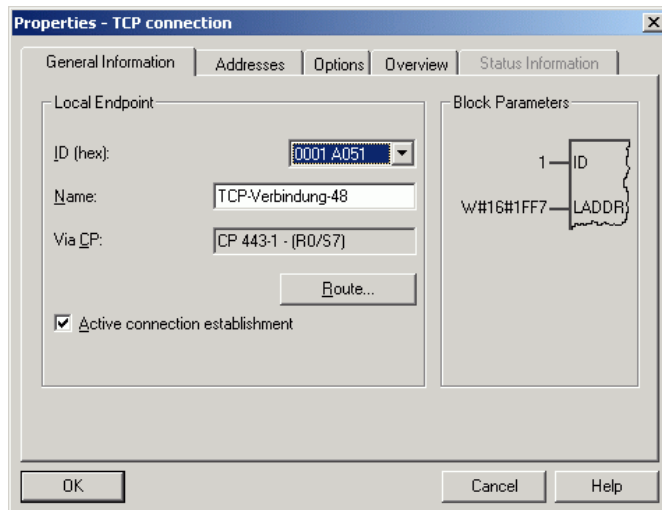 Properties - TCP connection
General Information
Addresses
Options
Overview
Status Information
Local Endpoint
ID (hex):
0001 A051
Name:
TCP-Verbindung-48
Via CP:
CP 443-1 - (R0/S7)
Route...
Active connection establishment
Block Parameters
1
ID
W#16#1FF7
LADDR
OK
Cancel
Help